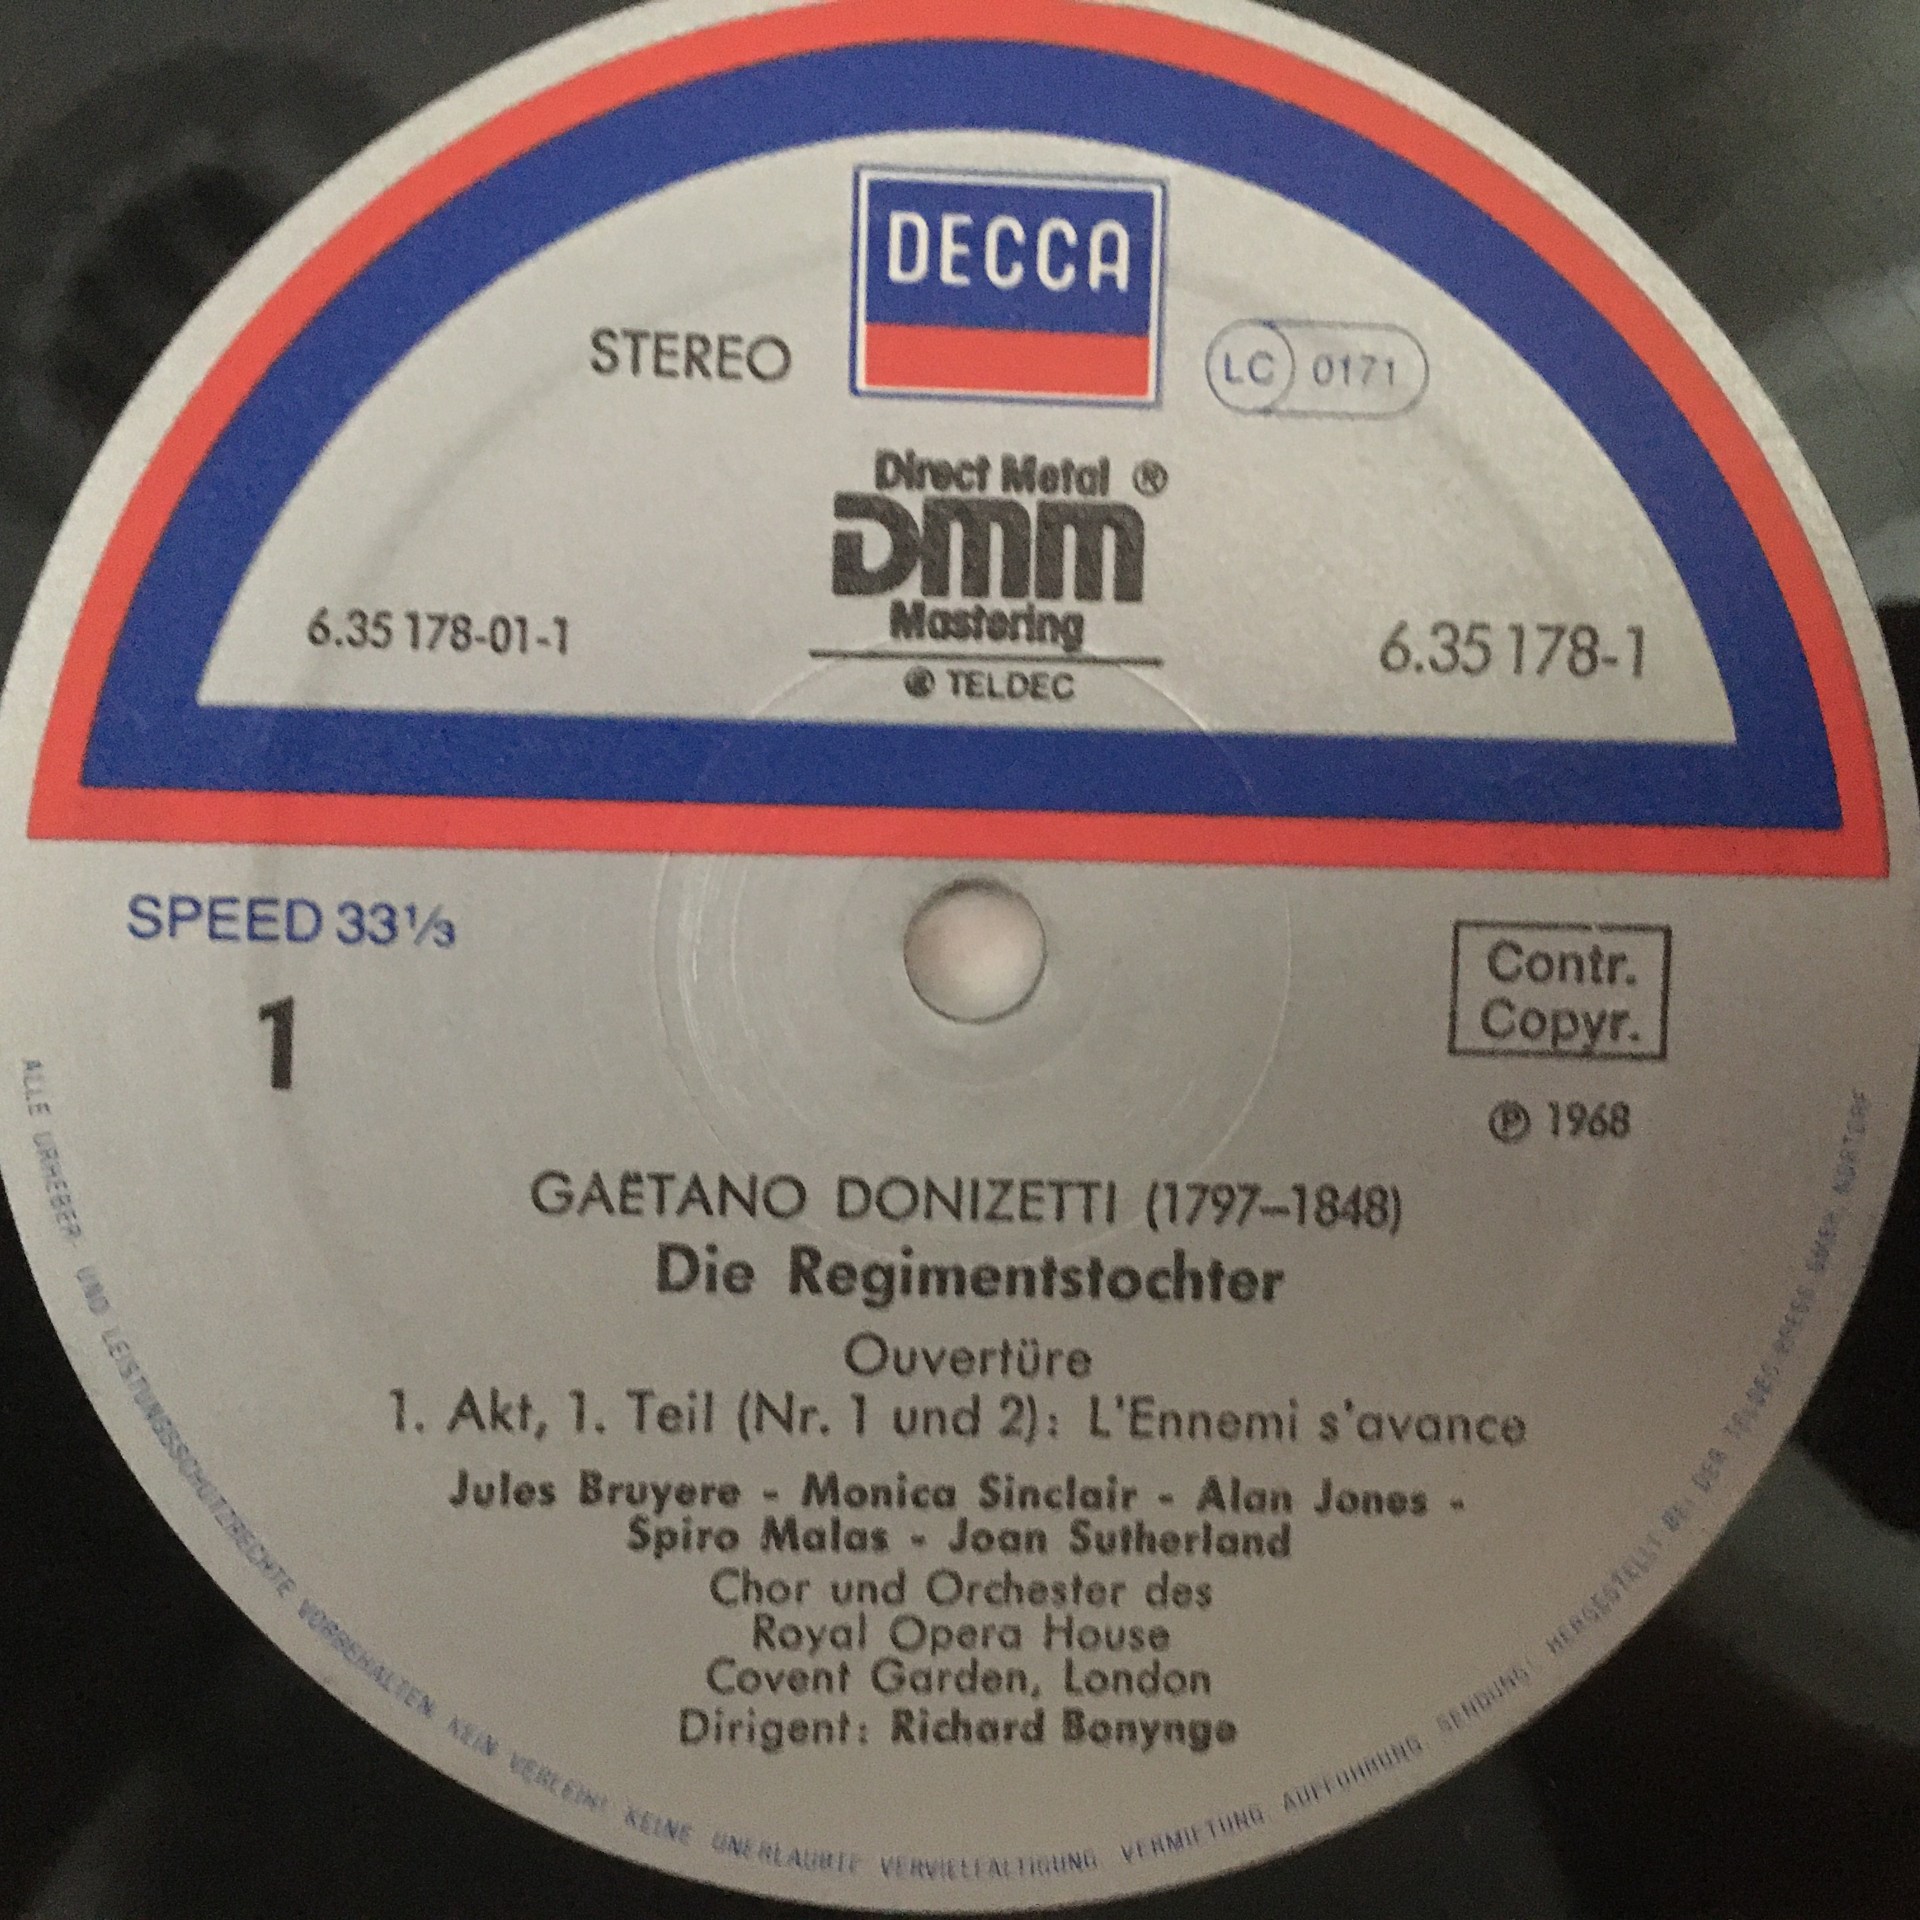 DECCA
STEREO
LC 0171
Direct Metal ®
DMM
Mastering
6.35 178-01-1
6.35 178-1
TELDEC
SPEED 33⅓
1
Contr.
Copyr.
℗ 1968
GAËTANO DONIZETTI (1797–1848)
Die Regimentstochter
Ouvertüre
1. Akt, 1. Teil (Nr. 1 und 2): L'Ennemi s'avance
Jules Bruyere - Monica Sinclair - Alan Jones -
Spiro Malas - Joan Sutherland
Chor und Orchester des
Royal Opera House
Covent Garden, London
Dirigent: Richard Bonynge
ALLE URHEBER- UND LEISTUNGSSCHUTZRECHTE VORBEHALTEN. KEIN VERLEIH! KEINE UNERLAUBTE VERVIELFÄLTIGUNG, VERMIETUNG, AUFFÜHRUNG, SENDUNG! HERGESTELLT BEI DER TELDEC-PRESS GMBH, NORTORF